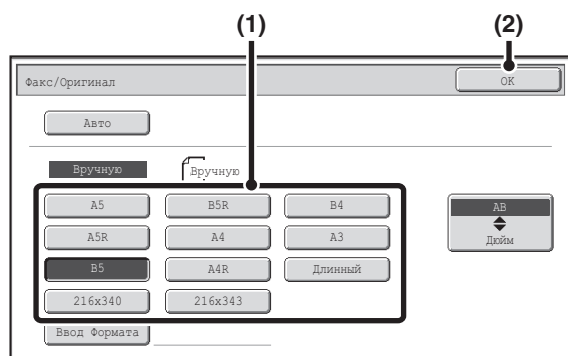 (1) (2)
Факс/Оригинал OK
Авто
Вручную Вручную
A5 B5R B4
A5R A4 A3
B5 A4R Длинный
216x340 216x343
AB
Дюйм
Ввод Формата